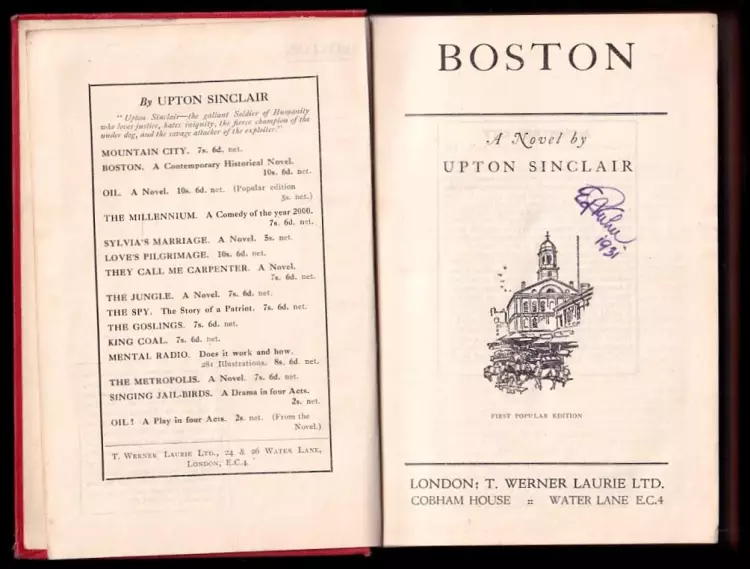 By UPTON SINCLAIR
"Upton Sinclair—the gallant Soldier of Humanity
who loves justice, hates iniquity, the fierce champion of the
under dog, and the savage attacker of the exploiter."
MOUNTAIN CITY. 7s. 6d. net.
BOSTON. A Contemporary Historical Novel.
10s. 6d. net.
OIL. A Novel. 10s. 6d. net. (Popular edition
5s. net.)
THE MILLENNIUM. A Comedy of the year 2000.
7s. 6d. net.
SYLVIA'S MARRIAGE. A Novel. 5s. net.
LOVE'S PILGRIMAGE. 10s. 6d. net.
THEY CALL ME CARPENTER. A Novel.
7s. 6d. net.
THE JUNGLE. A Novel. 7s. 6d. net.
THE SPY. The Story of a Patriot. 7s. 6d. net.
THE GOSLINGS. 7s. 6d. net.
KING COAL. 7s. 6d. net.
MENTAL RADIO. Does it work and how.
281 Illustrations. 8s. 6d. net.
THE METROPOLIS. A Novel. 7s. 6d. net.
SINGING JAIL-BIRDS. A Drama in four Acts.
2s. net.
OIL! A Play in four Acts. 2s. net. (From the
Novel.)
T. WERNER LAURIE LTD., 24 & 26 WATER LANE,
LONDON, E.C.4.
BOSTON
A Novel by
UPTON SINCLAIR
1931
FIRST POPULAR EDITION
LONDON: T. WERNER LAURIE LTD.
COBHAM HOUSE :: WATER LANE E.C.4